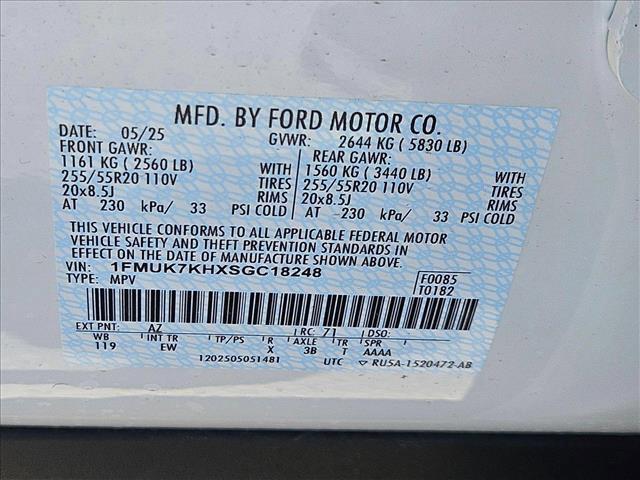 MFD. BY FORD MOTOR CO.
DATE: 05/25 GVWR: 2644 KG ( 5830 LB)
FRONT GAWR: REAR GAWR:
1161 KG ( 2560 LB) WITH 1560 KG ( 3440 LB) WITH
255/55R20 110V TIRES 255/55R20 110V TIRES
20x8.5J RIMS 20x8.5J RIMS
AT 230 kPa/ 33 PSI COLD AT 230 kPa/ 33 PSI COLD
THIS VEHICLE CONFORMS TO ALL APPLICABLE FEDERAL MOTOR
VEHICLE SAFETY AND THEFT PREVENTION STANDARDS IN
EFFECT ON THE DATE OF MANUFACTURE SHOWN ABOVE.
VIN: 1FMUK7KHXSGC18248 F0085
TYPE: MPV T0182
EXT PNT: AZ RC: 71 DSO:
WB INT TR TP/PS R AXLE TR SPR
119 EW X 3B T AAAA
1202505051481 UTC ▽ RU5A-1520472-AB